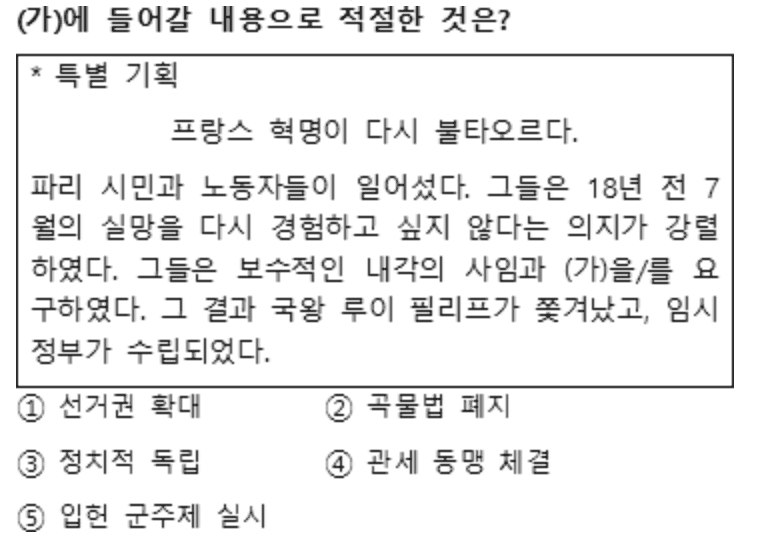 (가)에 들어갈 내용으로 적절한 것은?
* 특별 기획
프랑스 혁명이 다시 불타오르다.
파리 시민과 노동자들이 일어섰다. 그들은 18년 전 7
월의 실망을 다시 경험하고 싶지 않다는 의지가 강렬
하였다. 그들은 보수적인 내각의 사임과 (가)을/를 요
구하였다. 그 결과 국왕 루이 필리프가 쫓겨났고, 임시
정부가 수립되었다.
① 선거권 확대 ② 곡물법 폐지
③ 정치적 독립 ④ 관세 동맹 체결
⑤ 입헌 군주제 실시